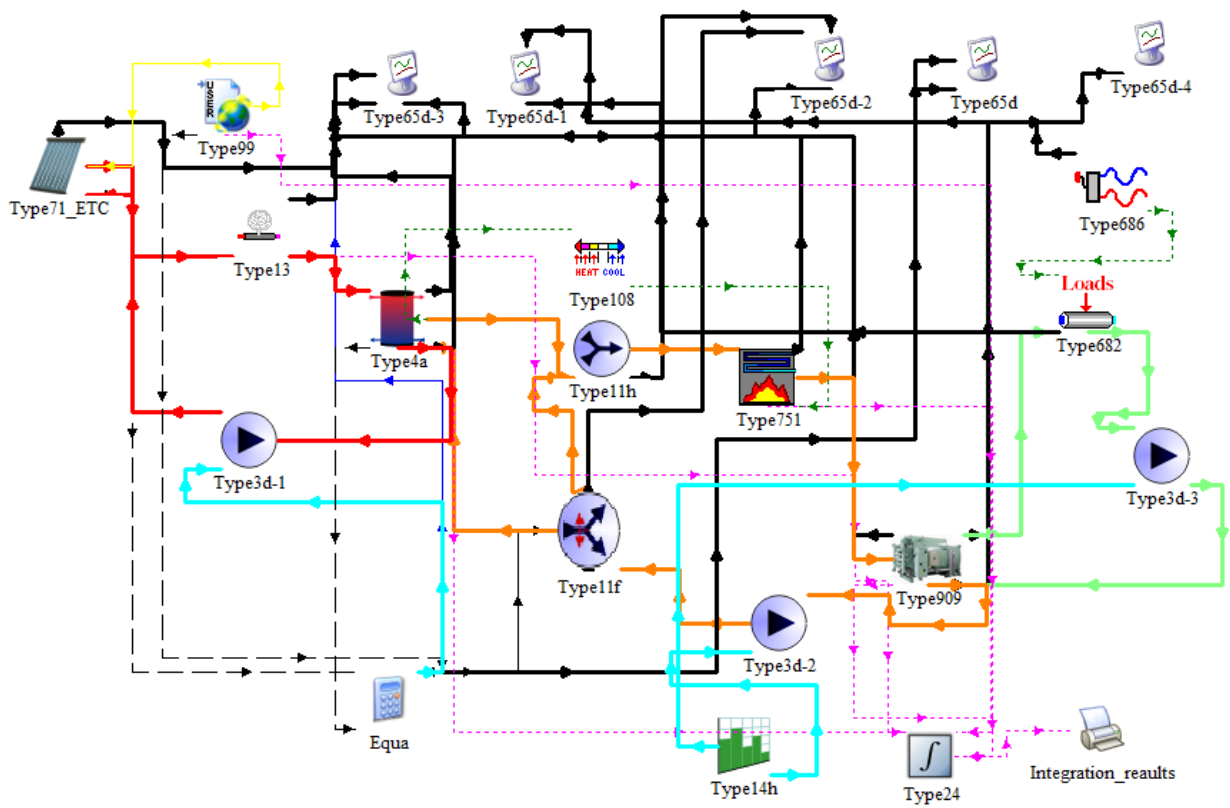 Type65d-3
Type65d-1
Type65d-2
Type65d
Type65d-4
USER
Type99
Type71_ETC
Type686
Type13
HEAT COOL
Type108
Loads
Type4a
Type11h
Type682
Type751
Type3d-1
Type3d-3
Type11f
Type909
Type3d-2
Equa
Type14h
Type24
Integration_reaults